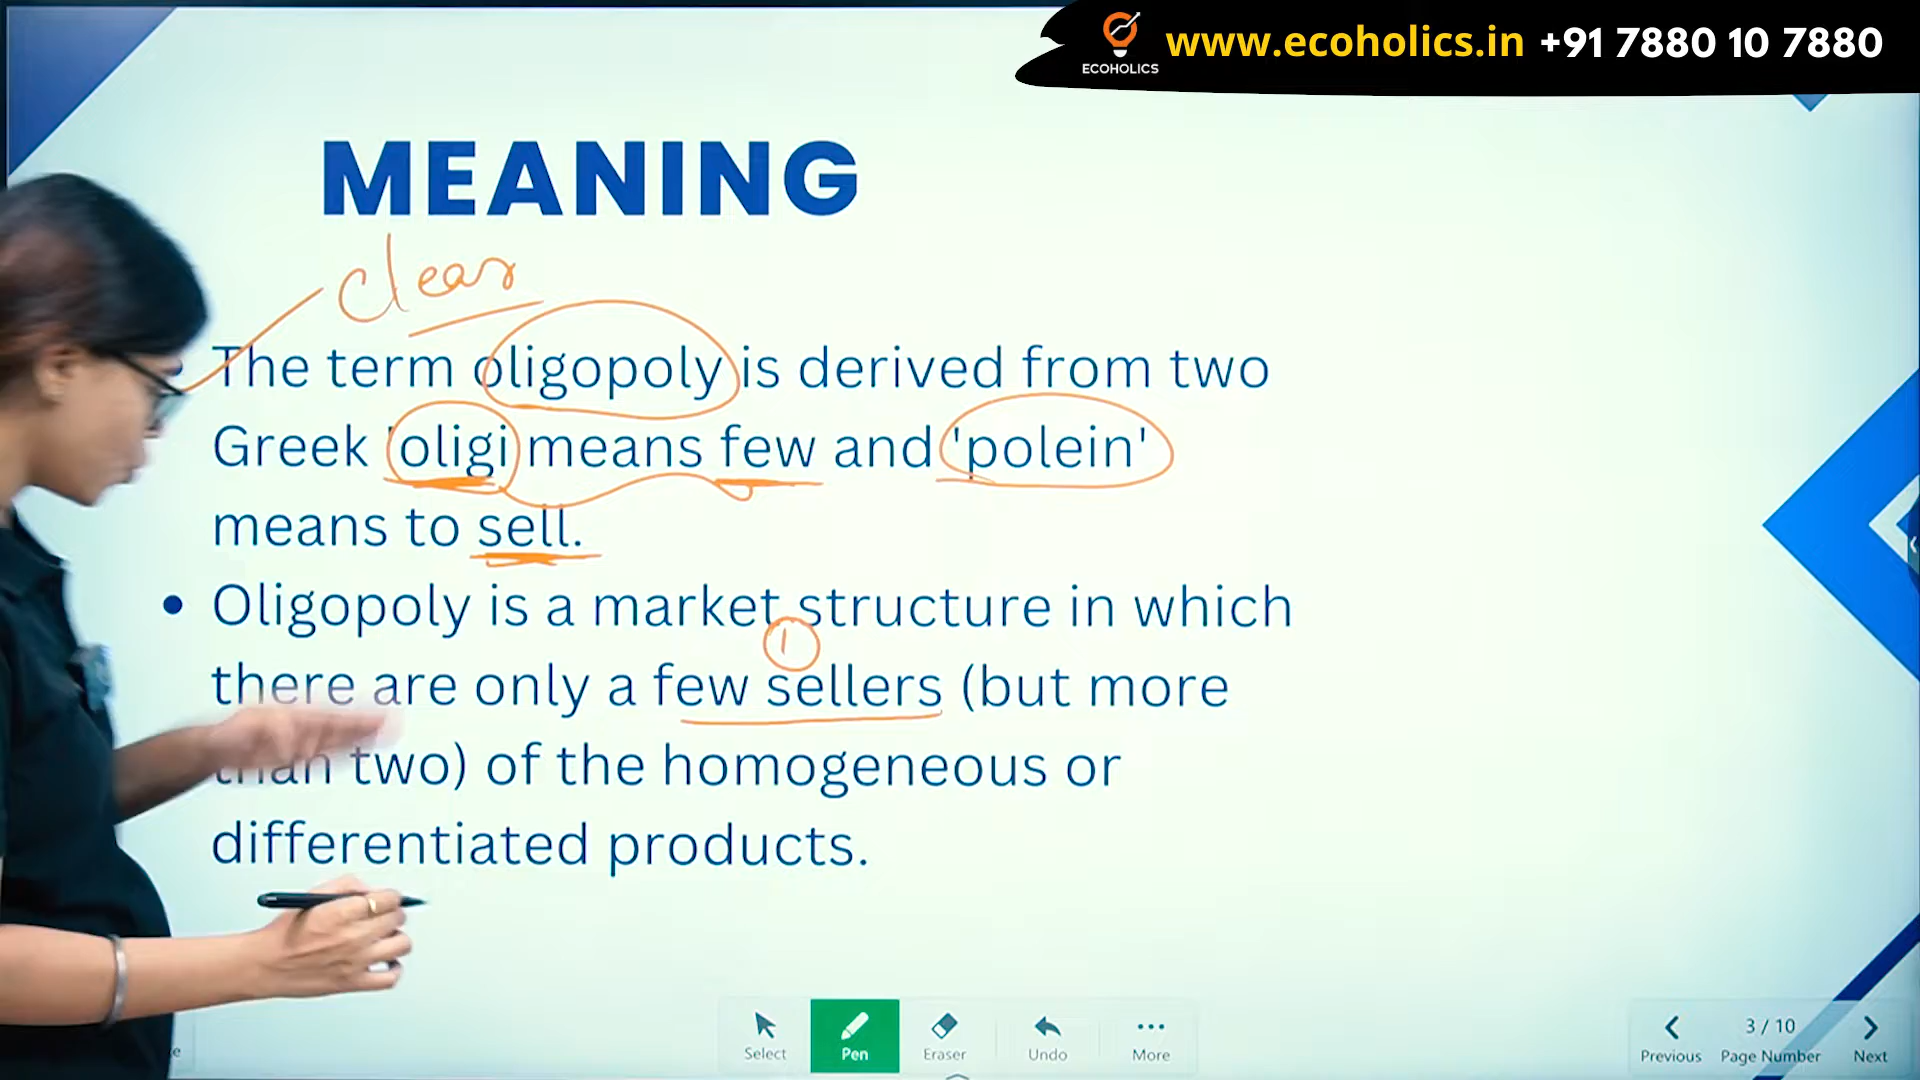 www.ecoholics.in +91 7880 10 7880
ECOHOLICS
MEANING
clear
The term oligopoly is derived from two
Greek 'oligi means few and 'polein'
means to sell.
1
• Oligopoly is a market structure in which
there are only a few sellers (but more
than two) of the homogeneous or
differentiated products.
Select Pen Eraser Undo More
3 / 10
Previous Page Number Next